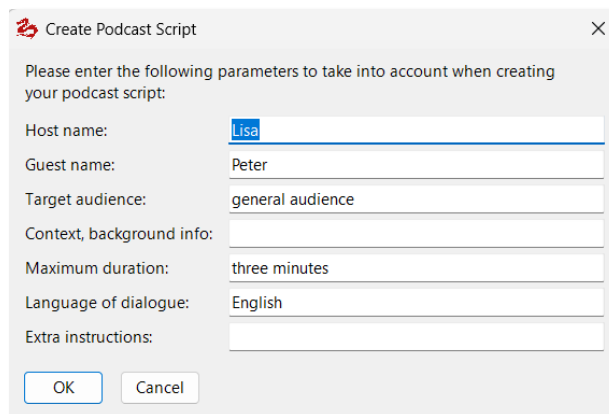 Create Podcast Script
Please enter the following parameters to take into account when creating
your podcast script:
Host name: Lisa
Guest name: Peter
Target audience: general audience
Context, background info:
Maximum duration: three minutes
Language of dialogue: English
Extra instructions:
OK Cancel